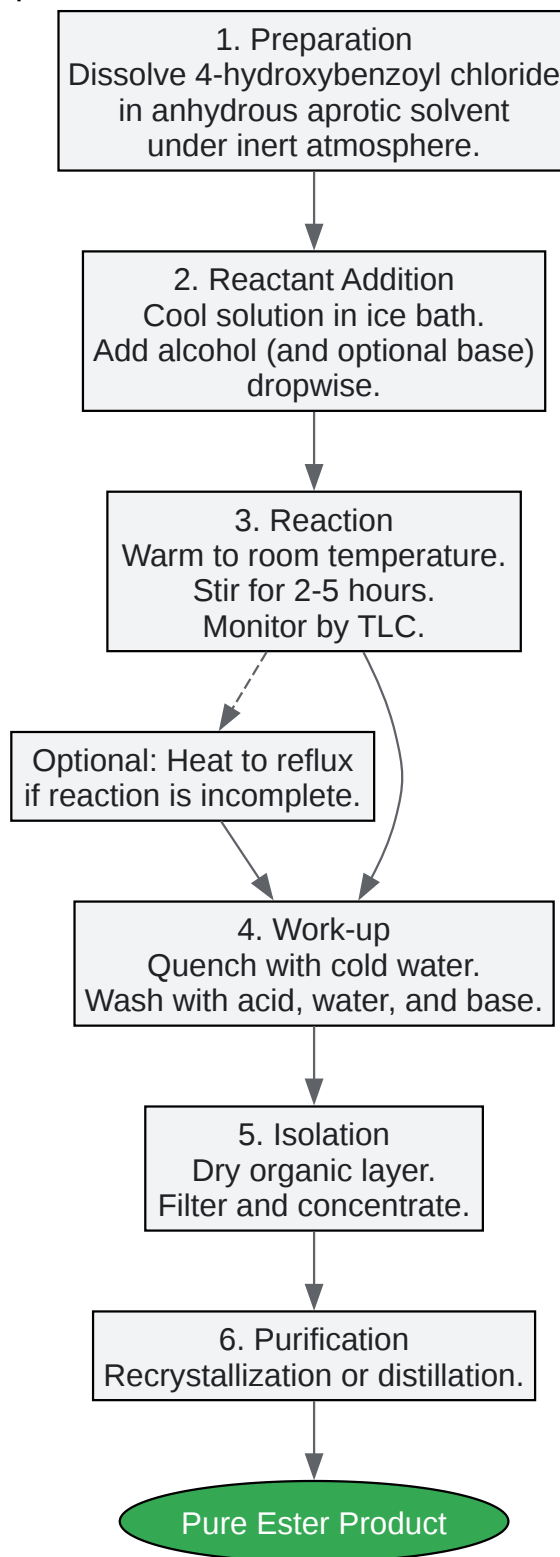 1. Preparation
Dissolve 4-hydroxybenzoyl chloride
in anhydrous aprotic solvent
under inert atmosphere.
2. Reactant Addition
Cool solution in ice bath.
Add alcohol (and optional base)
dropwise.
3. Reaction
Warm to room temperature.
Stir for 2-5 hours.
Monitor by TLC.
Optional: Heat to reflux
if reaction is incomplete.
4. Work-up
Quench with cold water.
Wash with acid, water, and base.
5. Isolation
Dry organic layer.
Filter and concentrate.
6. Purification
Recrystallization or distillation.
Pure Ester Product